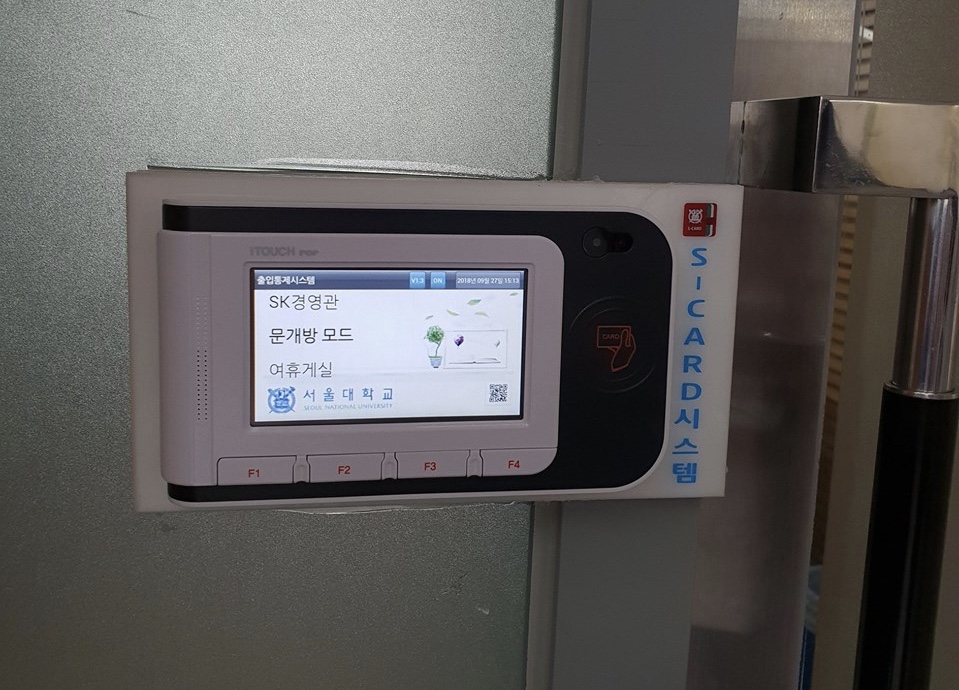 iTOUCH POP
출입통제시스템 V1.3 ON 2018년 09월 27일 15:13
SK경영관
문개방 모드
여휴게실
서울대학교
SEOUL NATIONAL UNIVERSITY
F1 F2 F3 F4
CARD
S-CARD
S-CARD시스템